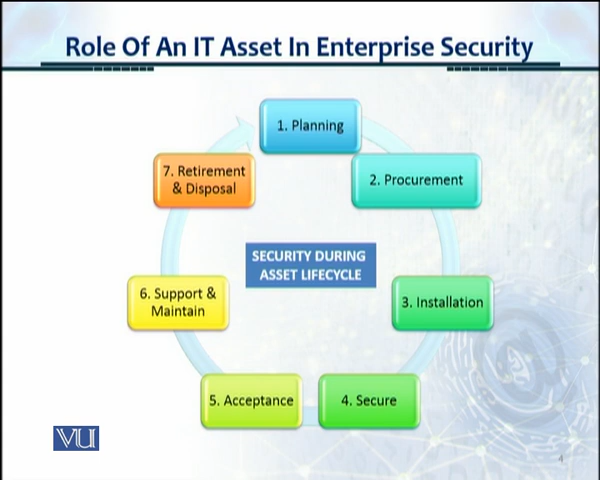 Role Of An IT Asset In Enterprise Security
1. Planning
2. Procurement
3. Installation
4. Secure
5. Acceptance
6. Support &
Maintain
7. Retirement
& Disposal
SECURITY DURING
ASSET LIFECYCLE
VU
4